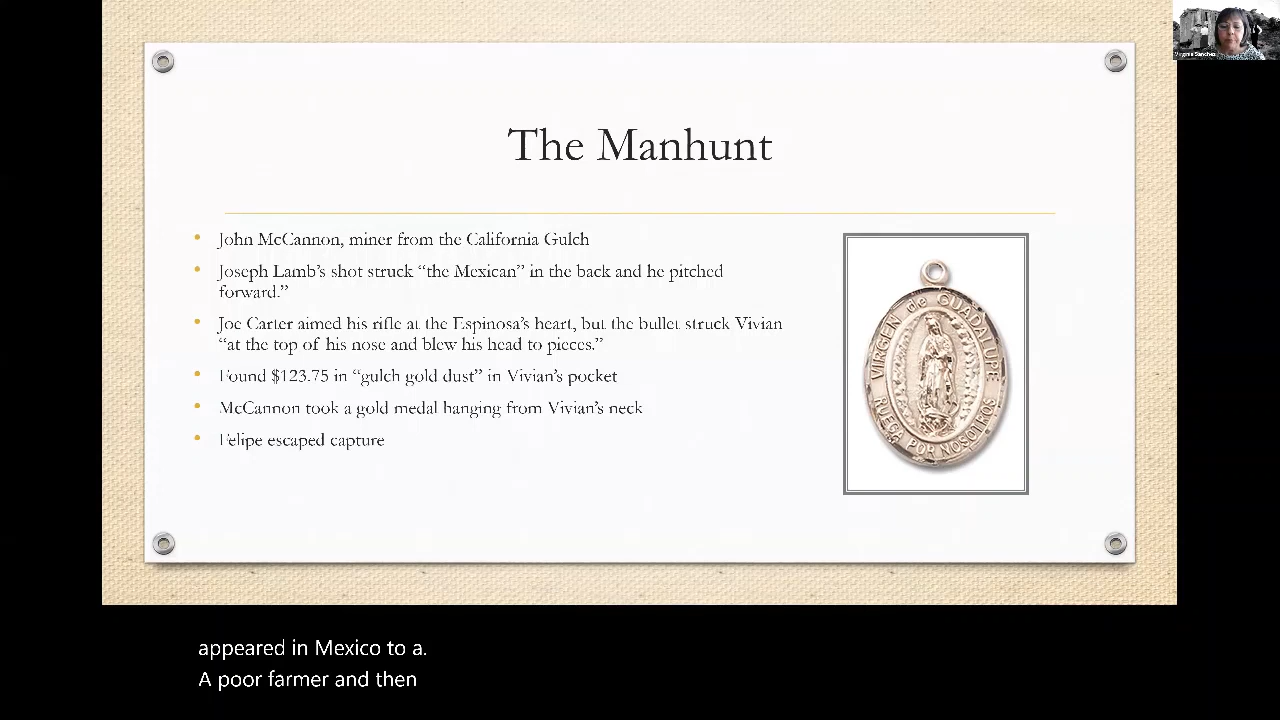 Virginia Sanchez
The Manhunt
• John McCannon, miner from the California Gulch
• Joseph Lamb's shot struck “the Mexican” in the back and he pitched
forward.”
• Joe Carter aimed his rifle at the Espinosa's heart, but the bullet struck Vivian
“at the top of his nose and blew his head to pieces.”
• Found $123.75 in “gulch gold dust” in Vivian's pocket
• McCannon took a gold medal hanging from Vivian's neck
• Felipe escaped capture
VIRGEN de GUADALUPE
RUEGA POR NOSOTROS
appeared in Mexico to a.
A poor farmer and then